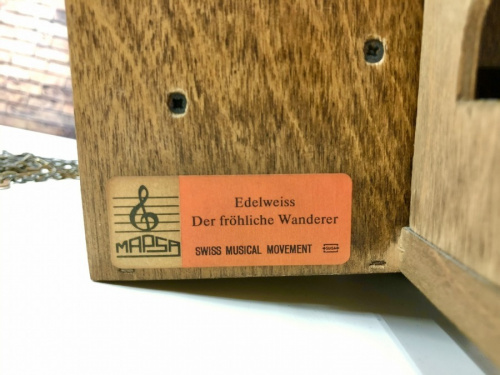 Edelweiss
Der fröhliche Wanderer
MAPSA
SWISS MUSICAL MOVEMENT